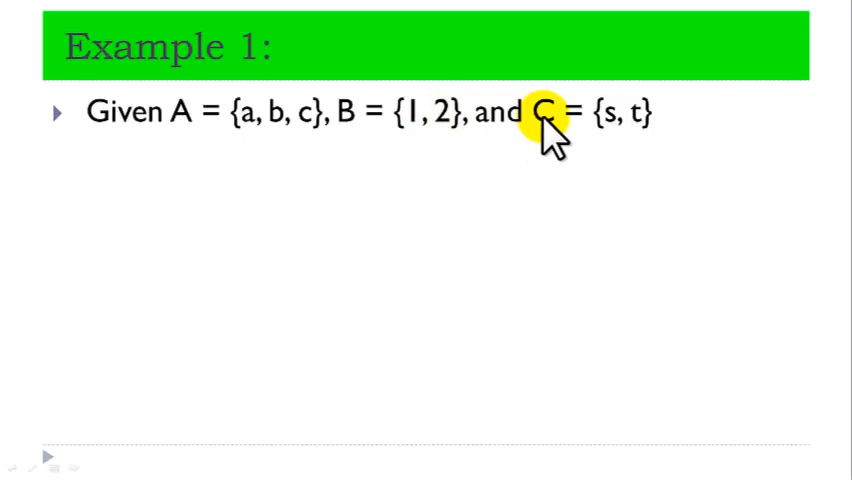 Example 1:
Given A = {a, b, c}, B = {1, 2}, and C = {s, t}